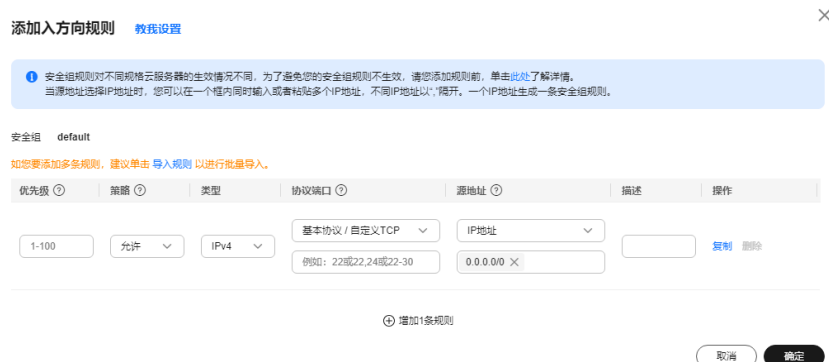 添加入方向规则 教我设置
安全组规则对不同规格云服务器的生效情况不同，为了避免您的安全组规则不生效，请您添加规则前，单击此处了解详情。
当源地址选择IP地址时，您可以在一个框内同时输入或者粘贴多个IP地址，不同IP地址以“,”隔开。一个IP地址生成一条安全组规则。
安全组 default
如您要添加多条规则，建议单击 导入规则 以进行批量导入。
优先级 策略 类型 协议端口 源地址 描述 操作
基本协议 / 自定义TCP IP地址
1-100 允许 IPv4 复制 删除
例如：22或22,24或22-30 0.0.0.0/0
增加1条规则
取消 确定